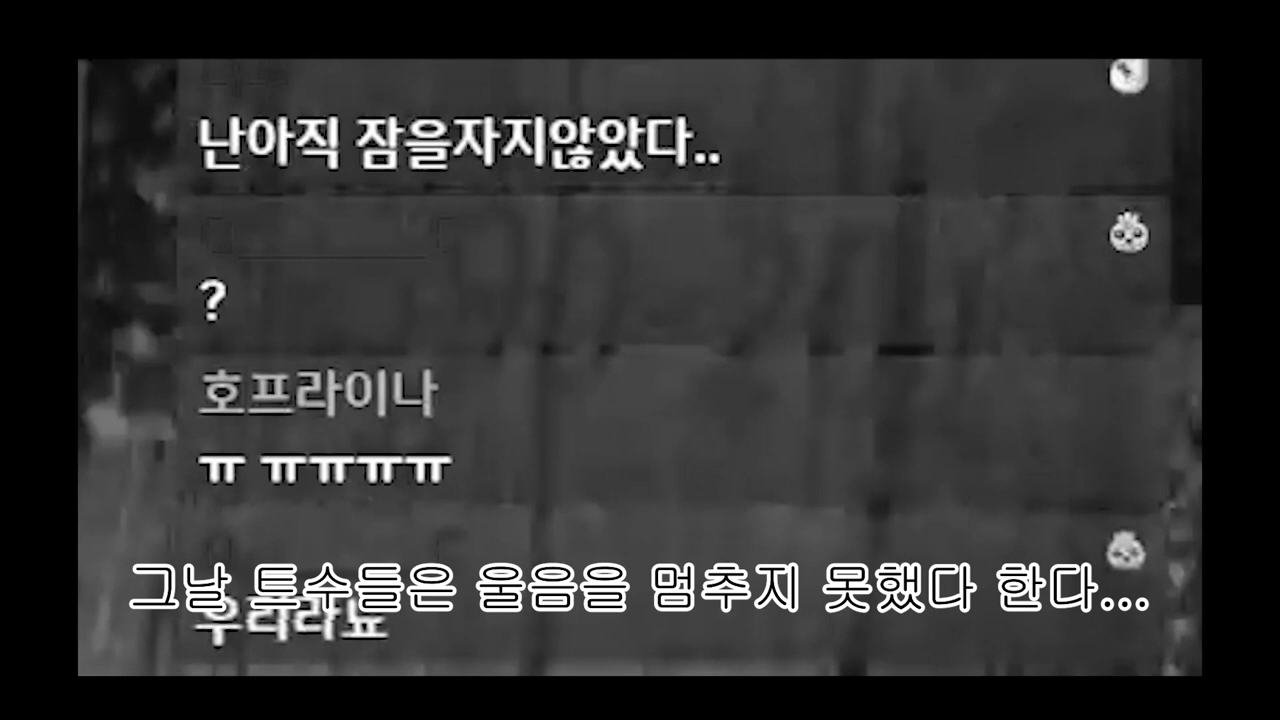 난아직 잠을자지않았다..
?
호프라이나
ㅠ ㅠㅠㅠㅠ
그날 트수들은 울음을 멈추지 못했다 한다...